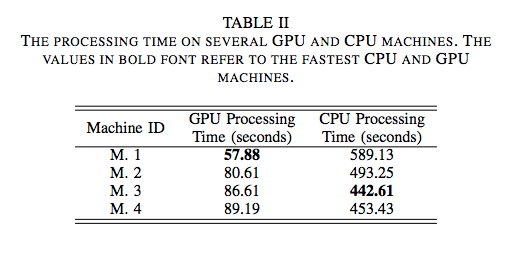 TABLE II
THE PROCESSING TIME ON SEVERAL GPU AND CPU MACHINES. THE
VALUES IN BOLD FONT REFER TO THE FASTEST CPU AND GPU
MACHINES.
Machine ID GPU Processing Time (seconds) CPU Processing Time (seconds)
M. 1 57.88 589.13
M. 2 80.61 493.25
M. 3 86.61 442.61
M. 4 89.19 453.43